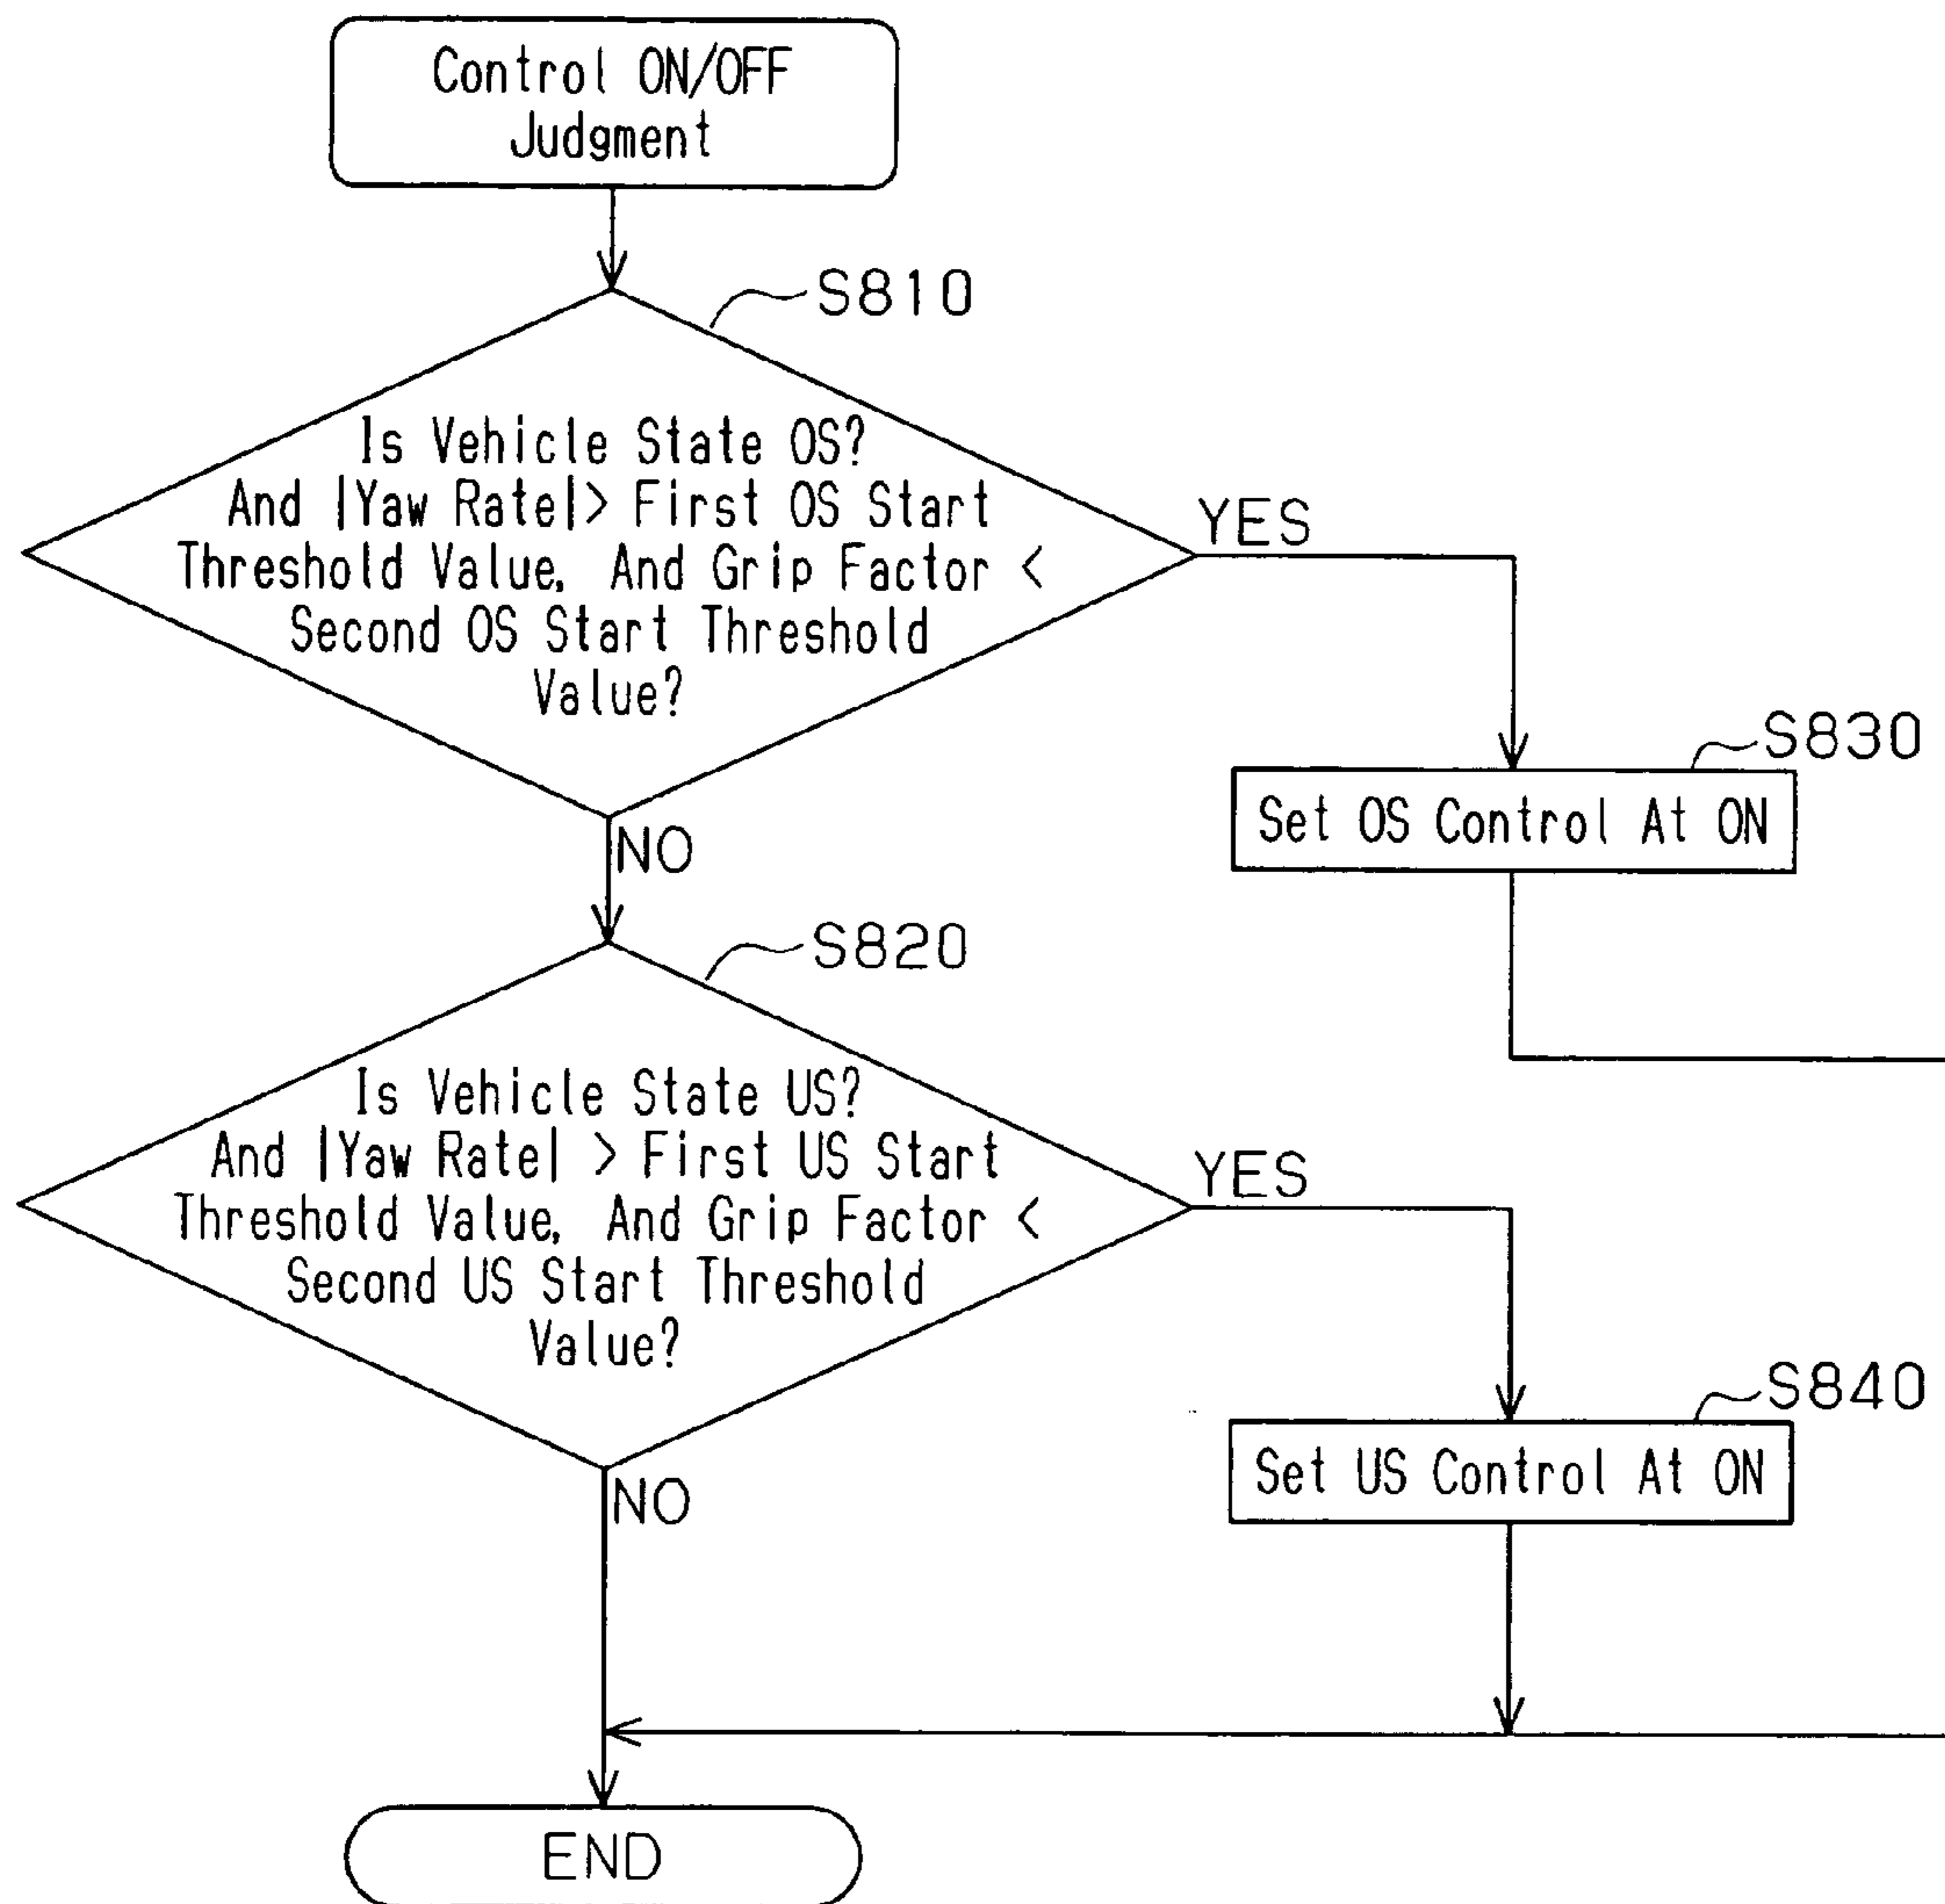 Control ON/OFF
Judgment
S810
Is Vehicle State OS?
And |Yaw Rate|> First OS Start
Threshold Value, And Grip Factor <
Second OS Start Threshold
Value?
YES
S830
Set OS Control At ON
NO
S820
Is Vehicle State US?
And |Yaw Rate| > First US Start
Threshold Value, And Grip Factor <
Second US Start Threshold
Value?
YES
S840
Set US Control At ON
NO
END